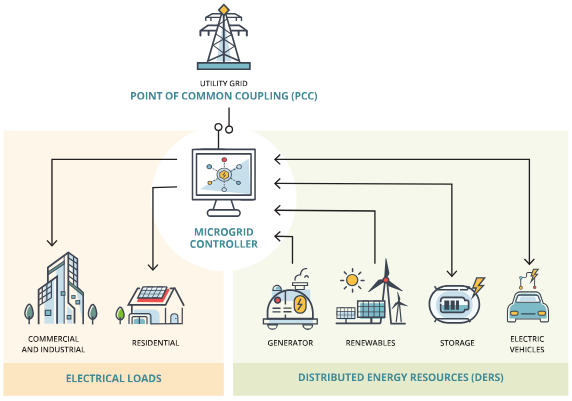 UTILITY GRID
POINT OF COMMON COUPLING (PCC)
MICROGRID
CONTROLLER
COMMERCIAL
AND INDUSTRIAL
RESIDENTIAL
GENERATOR
RENEWABLES
STORAGE
ELECTRIC
VEHICLES
ELECTRICAL LOADS
DISTRIBUTED ENERGY RESOURCES (DERS)